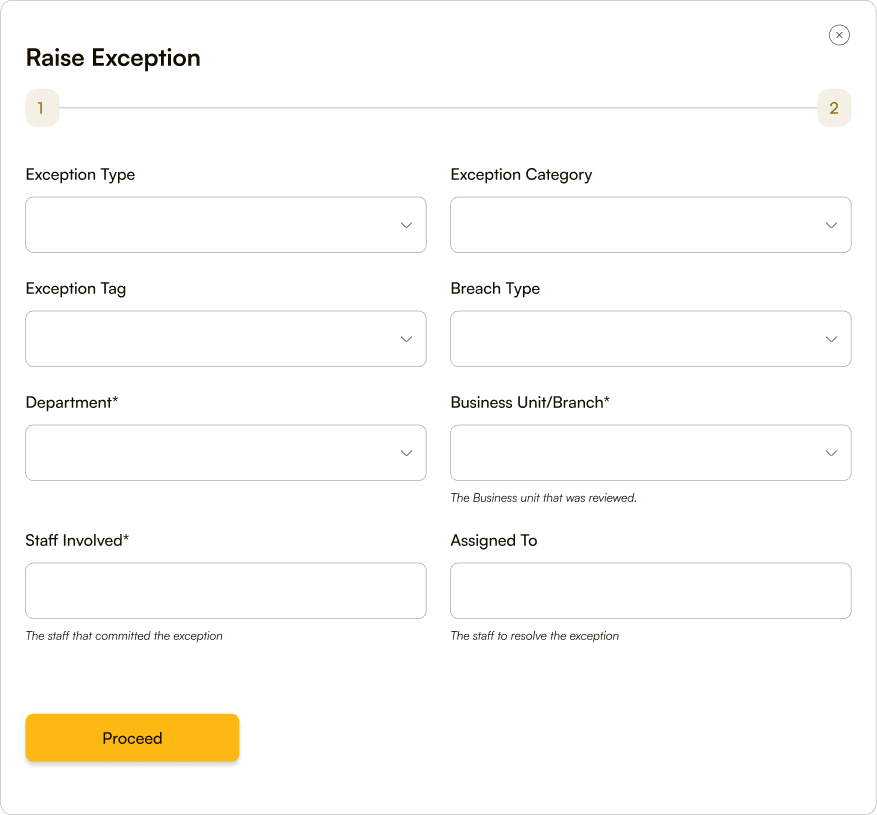 Raise Exception
1
2
Exception Type
Exception Category
Exception Tag
Breach Type
Department*
Business Unit/Branch*
The Business unit that was reviewed.
Staff Involved*
Assigned To
The staff that committed the exception
The staff to resolve the exception
Proceed